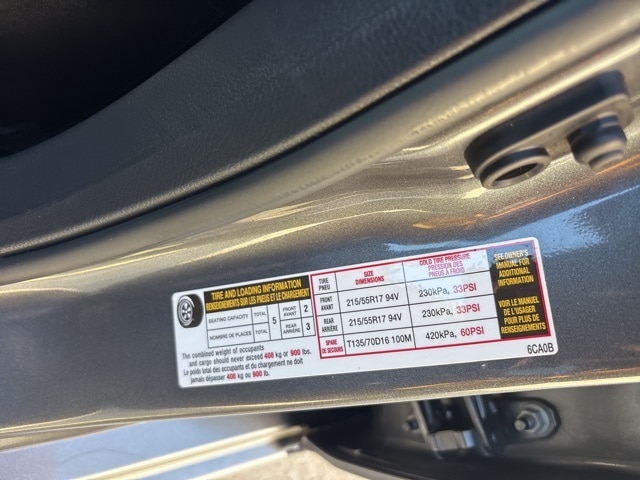 TIRE AND LOADING INFORMATION
RENSEIGNEMENTS SUR LES PNEUS ET LE CHARGEMENT
SEATING CAPACITY TOTAL 5 FRONT AVANT 2
NOMBRE DE PLACES TOTAL REAR ARRIÈRE 3
The combined weight of occupants
and cargo should never exceed 408 kg or 900 lbs.
Le poids total des occupants et du chargement ne doit
jamais dépasser 408 kg ou 900 lb.
TIRE PNEU SIZE DIMENSIONS COLD TIRE PRESSURE PRESSION DES PNEUS À FROID
FRONT AVANT 215/55R17 94V 230kPa, 33PSI
REAR ARRIÈRE 215/55R17 94V 230kPa, 33PSI
SPARE DE SECOURS T135/70D16 100M 420kPa, 60PSI
SEE OWNER'S
MANUAL FOR
ADDITIONAL
INFORMATION
VOIR LE MANUEL
DE L'USAGER
POUR PLUS DE
RENSEIGNEMENTS
6CA0B